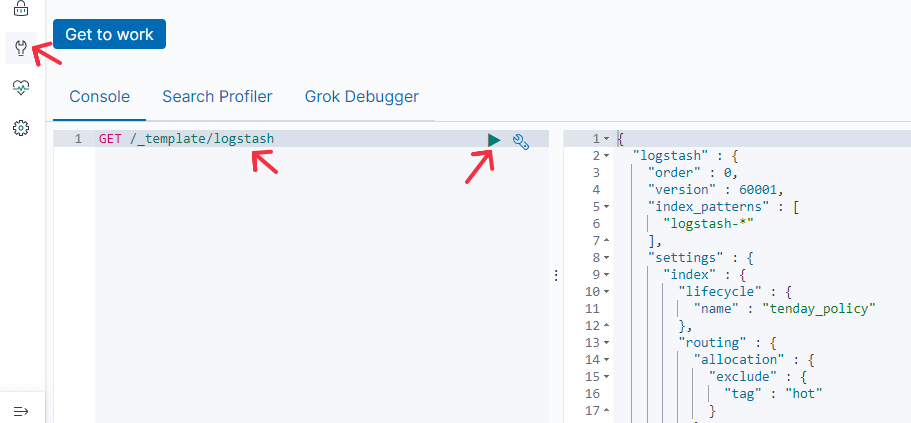 Get to work
Console Search Profiler Grok Debugger
1 GET /_template/logstash
1 {
2 "logstash" : {
3 "order" : 0,
4 "version" : 60001,
5 "index_patterns" : [
6 "logstash-*"
7 ],
8 "settings" : {
9 "index" : {
10 "lifecycle" : {
11 "name" : "tenday_policy"
12 },
13 "routing" : {
14 "allocation" : {
15 "exclude" : {
16 "tag" : "hot"
17 }